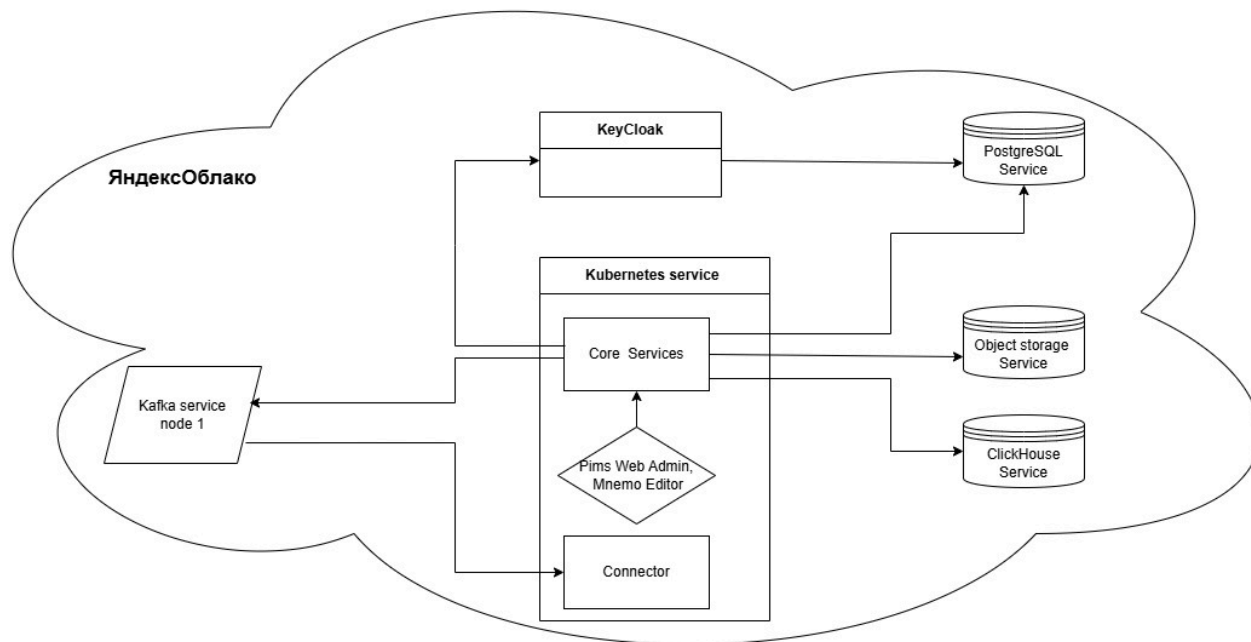 KeyCloak
PostgreSQL
Service
ЯндексОблако
Kubernetes service
Core Services
Object storage
Service
Kafka service
node 1
Pims Web Admin,
Mnemo Editor
ClickHouse
Service
Connector